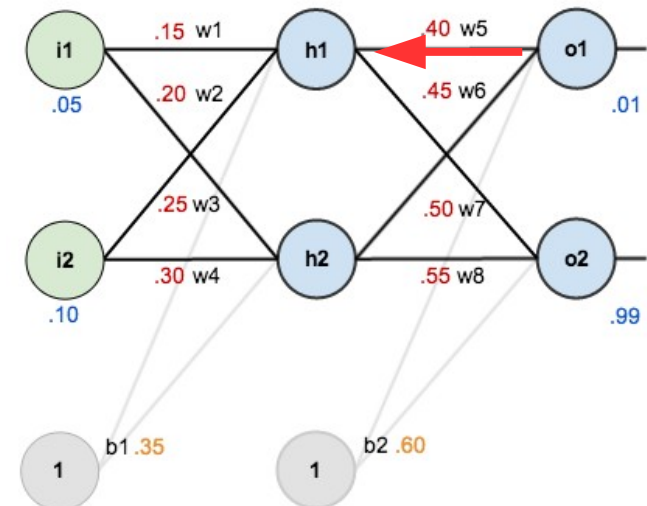 .15 w1
.40 w5
i1
h1
o1
.05
.20 w2
.45 w6
.01
.25 w3
.50 w7
i2
h2
o2
.30 w4
.55 w8
.10
.99
b1 .35
b2 .60
1
1